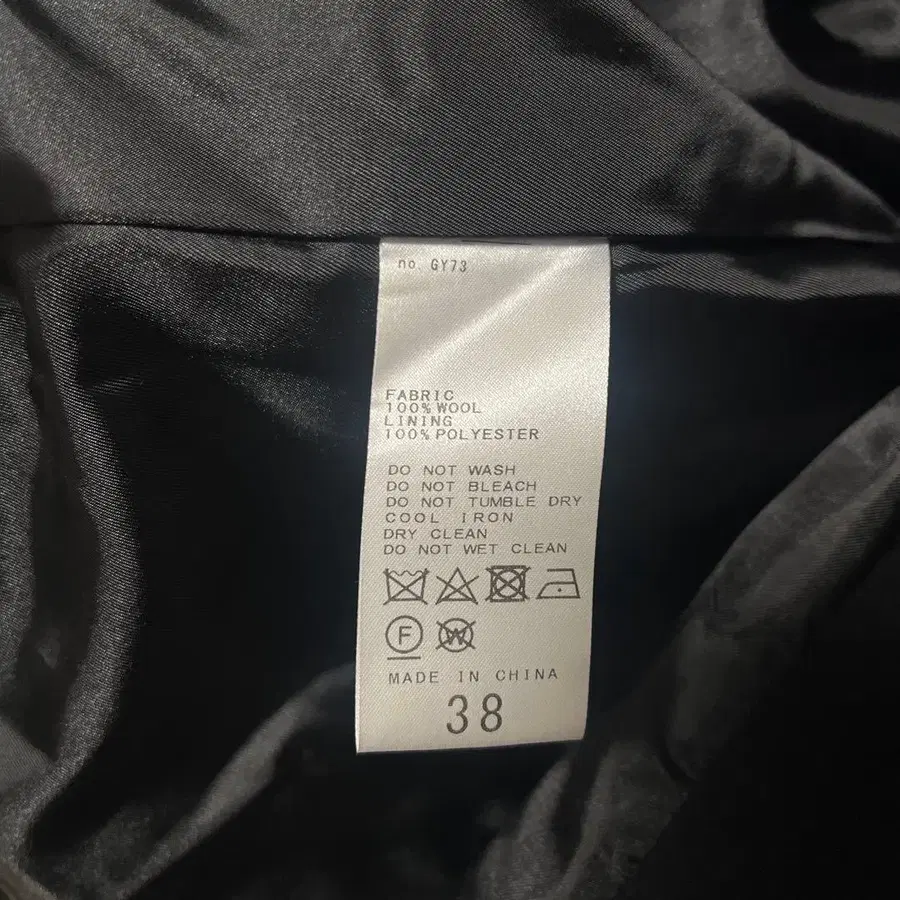 no. GY73
FABRIC
100% WOOL
LINING
100% POLYESTER
DO NOT WASH
DO NOT BLEACH
DO NOT TUMBLE DRY
COOL IRON
DRY CLEAN
DO NOT WET CLEAN
F W
MADE IN CHINA
38